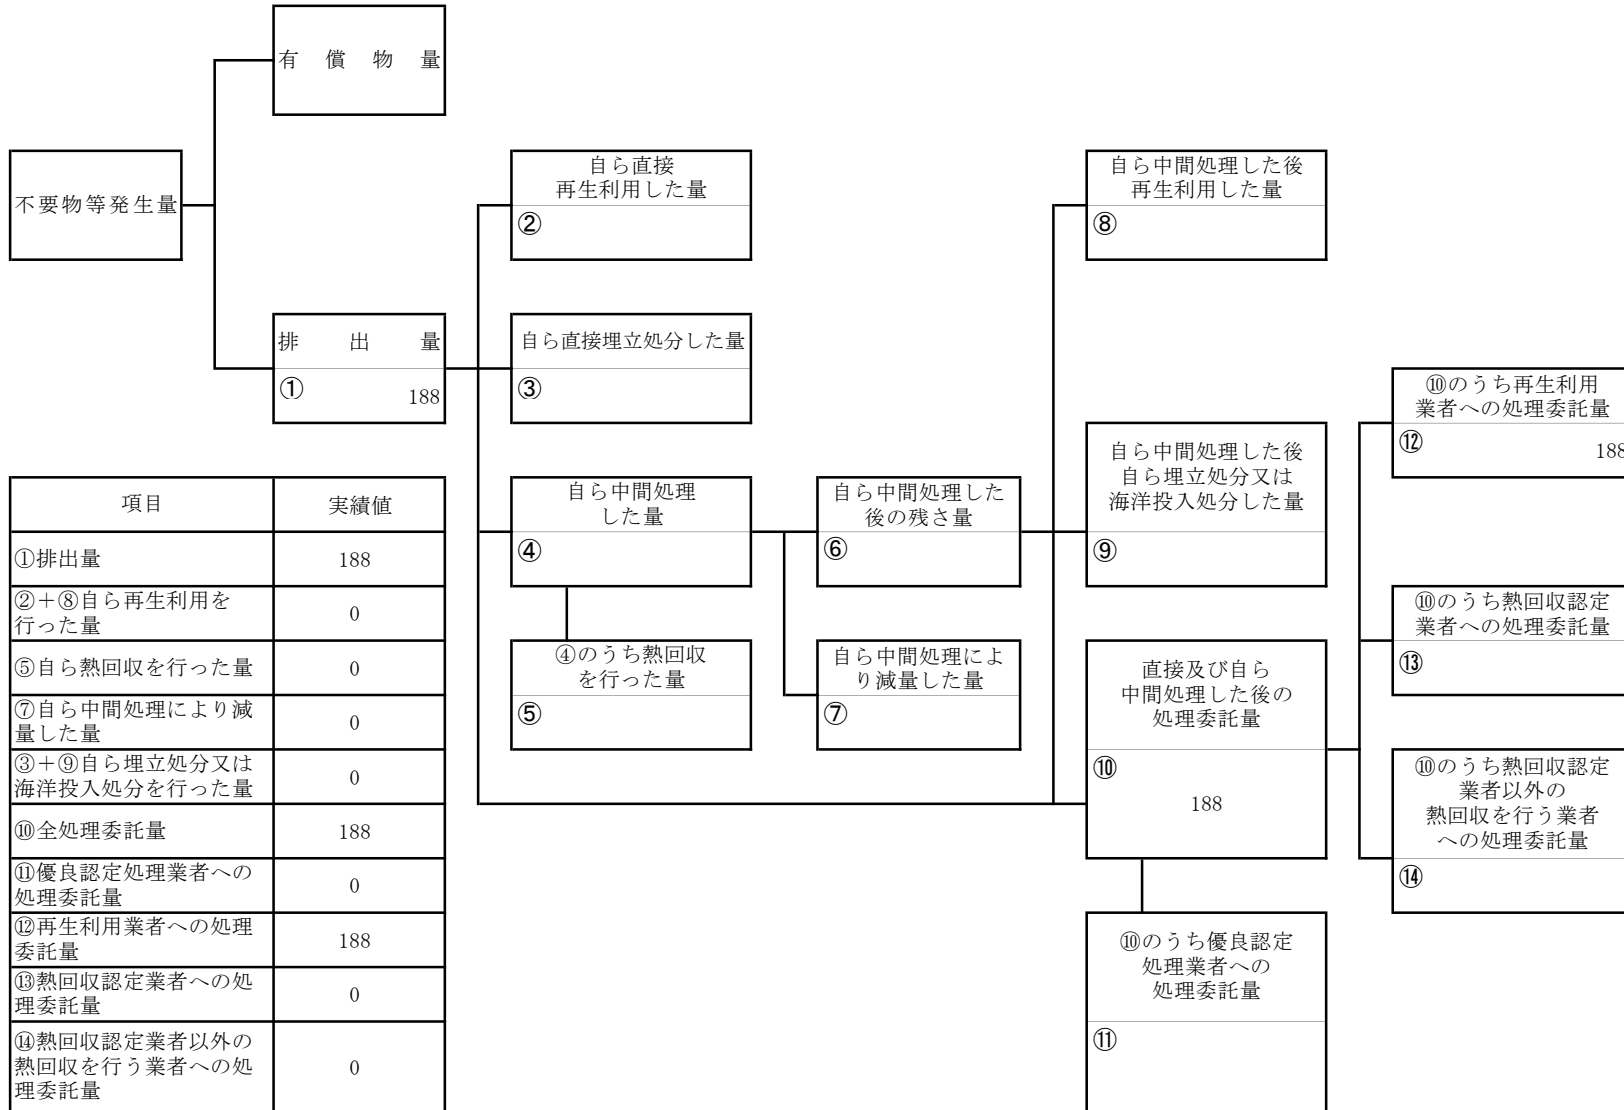 有償物量
不要物等発生量
排出量
①
188
自ら直接
再生利用した量
②
自ら直接埋立処分した量
③
自ら中間処理
した量
④
④のうち熱回収
を行った量
⑤
自ら中間処理した
後の残さ量
⑥
自ら中間処理によ
り減量した量
⑦
自ら中間処理した後
再生利用した量
⑧
自ら中間処理した後
自ら埋立処分又は
海洋投入処分した量
⑨
直接及び自ら
中間処理した後の
処理委託量
⑩
188
⑩のうち優良認定
処理業者への
処理委託量
⑪
⑩のうち再生利用
業者への処理委託量
⑫
188
⑩のうち熱回収認定
業者への処理委託量
⑬
⑩のうち熱回収認定
業者以外の
熱回収を行う業者
への処理委託量
⑭
項目 実績値
①排出量 188
②+⑧自ら再生利用を
行った量 0
⑤自ら熱回収を行った量 0
⑦自ら中間処理により減
量した量 0
③+⑨自ら埋立処分又は
海洋投入処分を行った量 0
⑩全処理委託量 188
⑪優良認定処理業者への
処理委託量 0
⑫再生利用業者への処理
委託量 188
⑬熱回収認定業者への処
理委託量 0
⑭熱回収認定業者以外の
熱回収を行う業者への処
理委託量 0